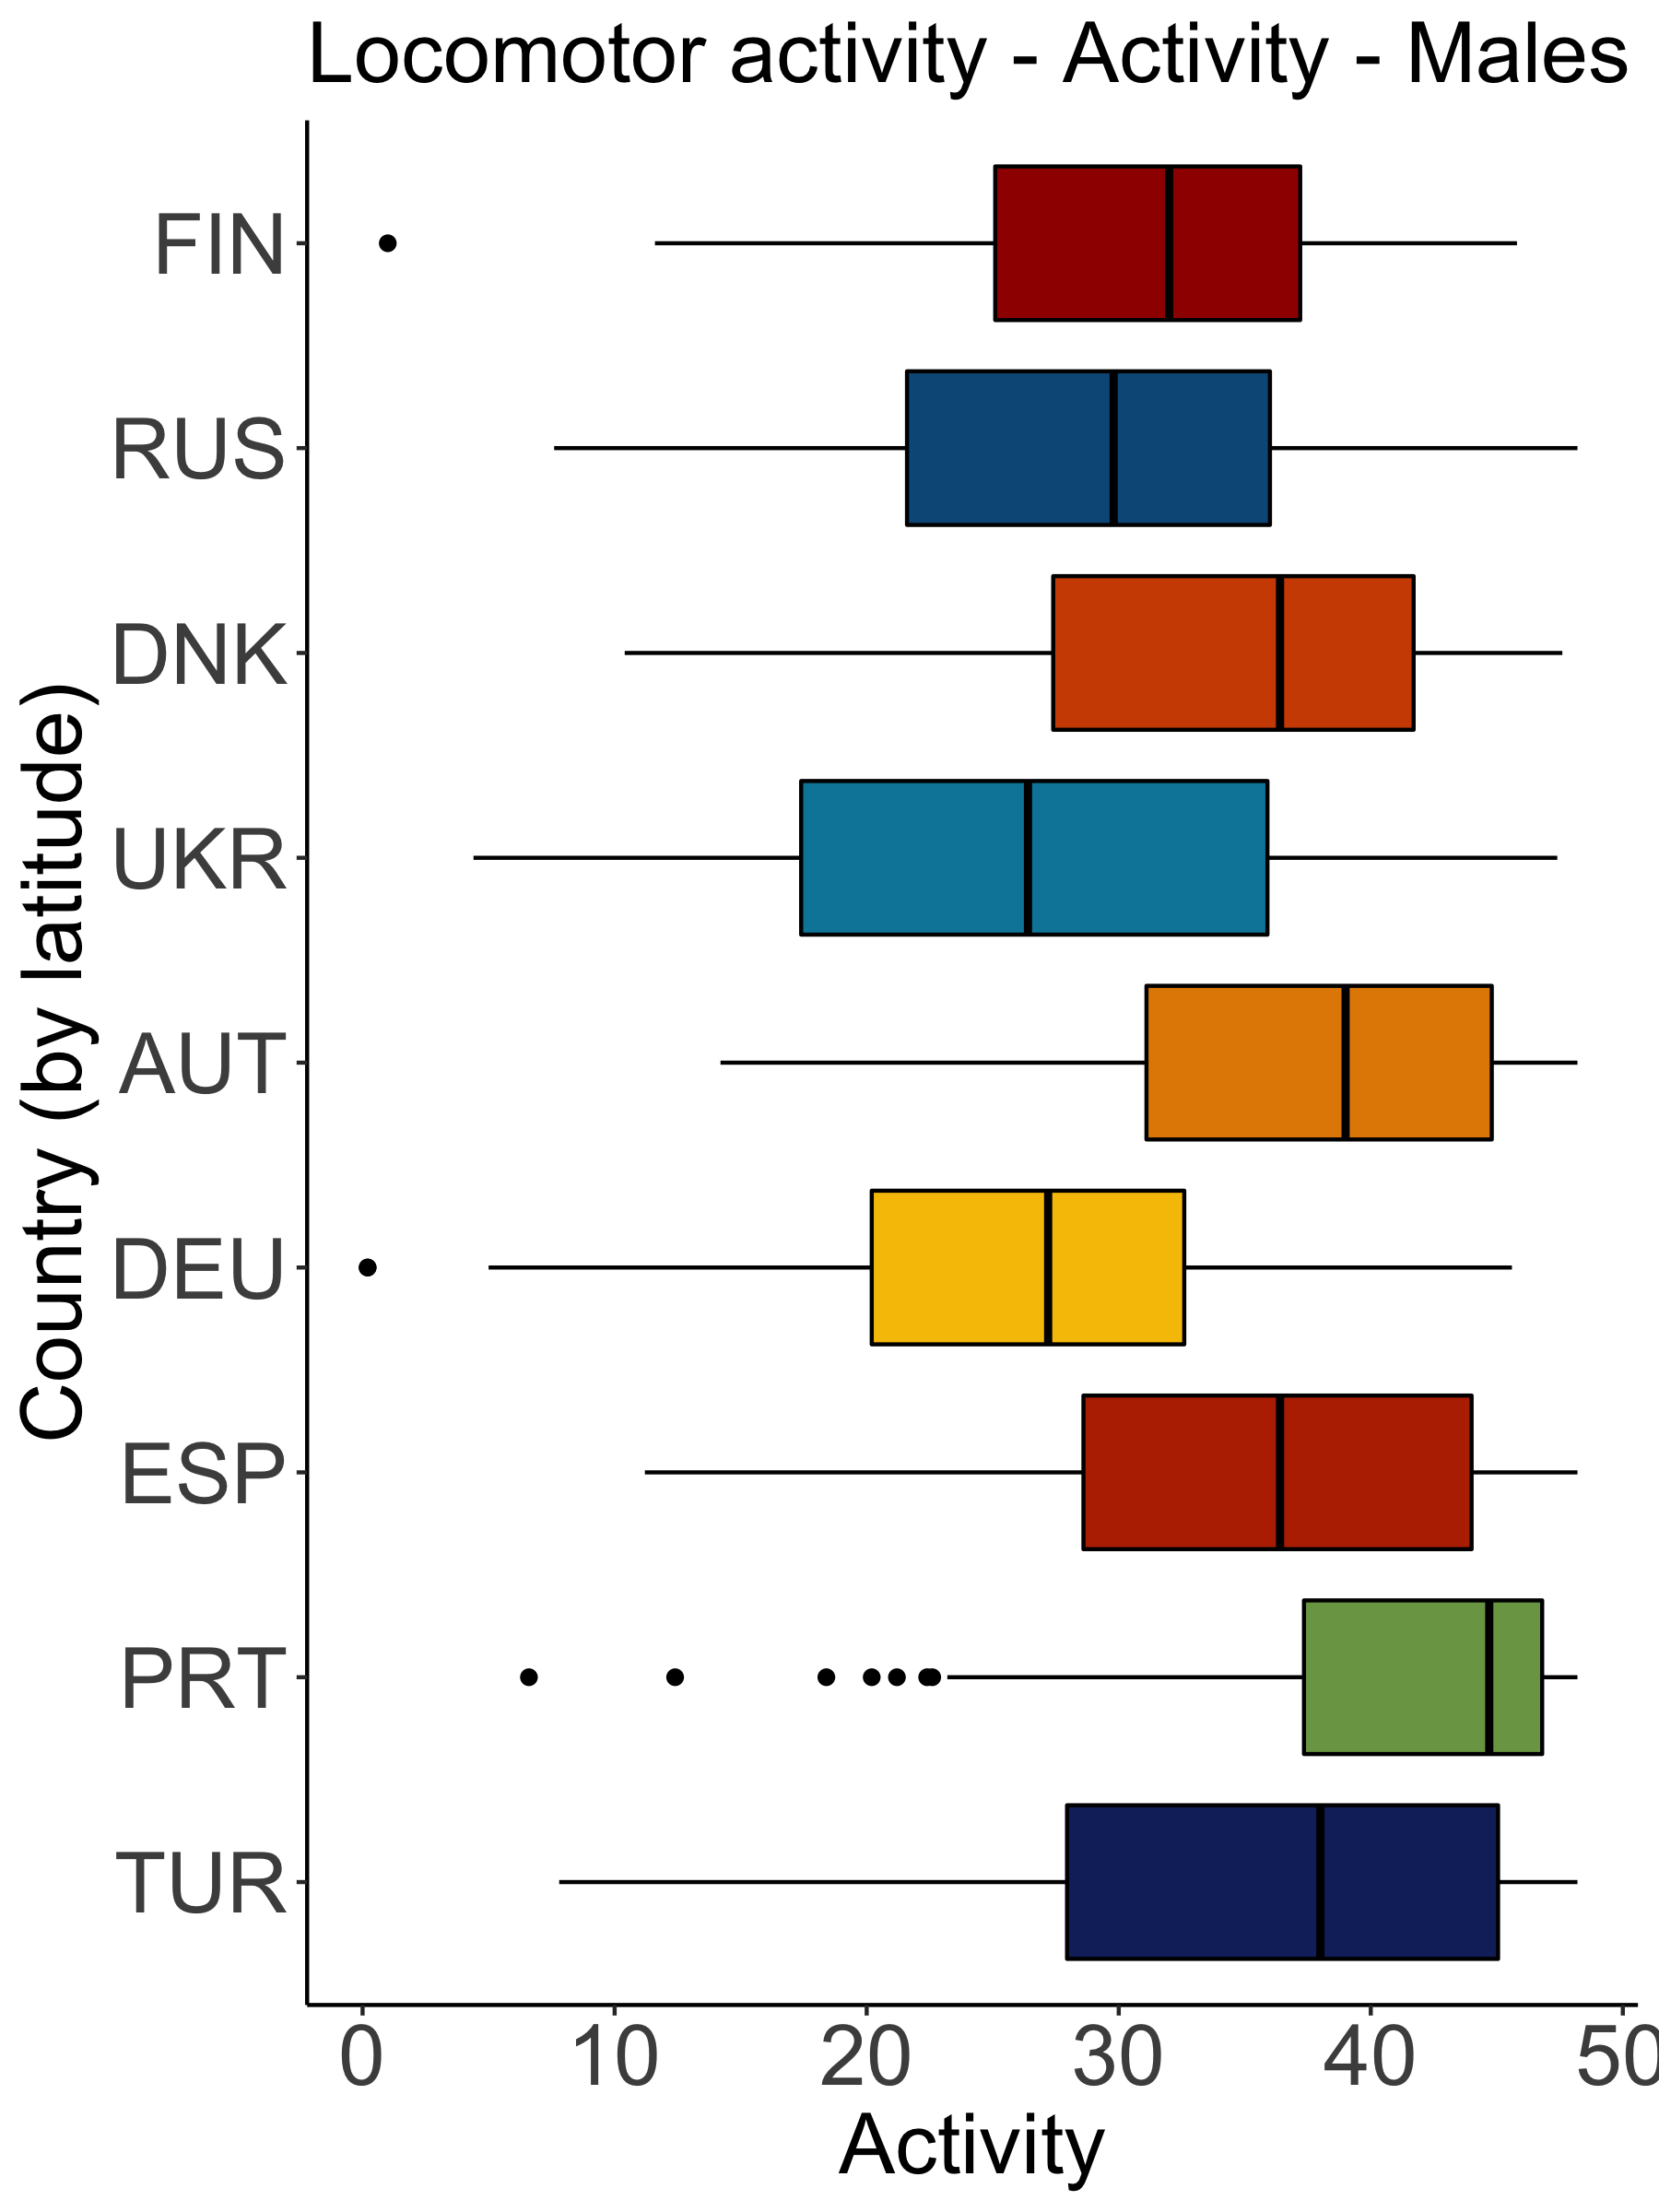 Locomotor activity - Activity - Males
Country (by latitude)
FIN
RUS
DNK
UKR
AUT
DEU
ESP
PRT
TUR
0 10 20 30 40 50
Activity